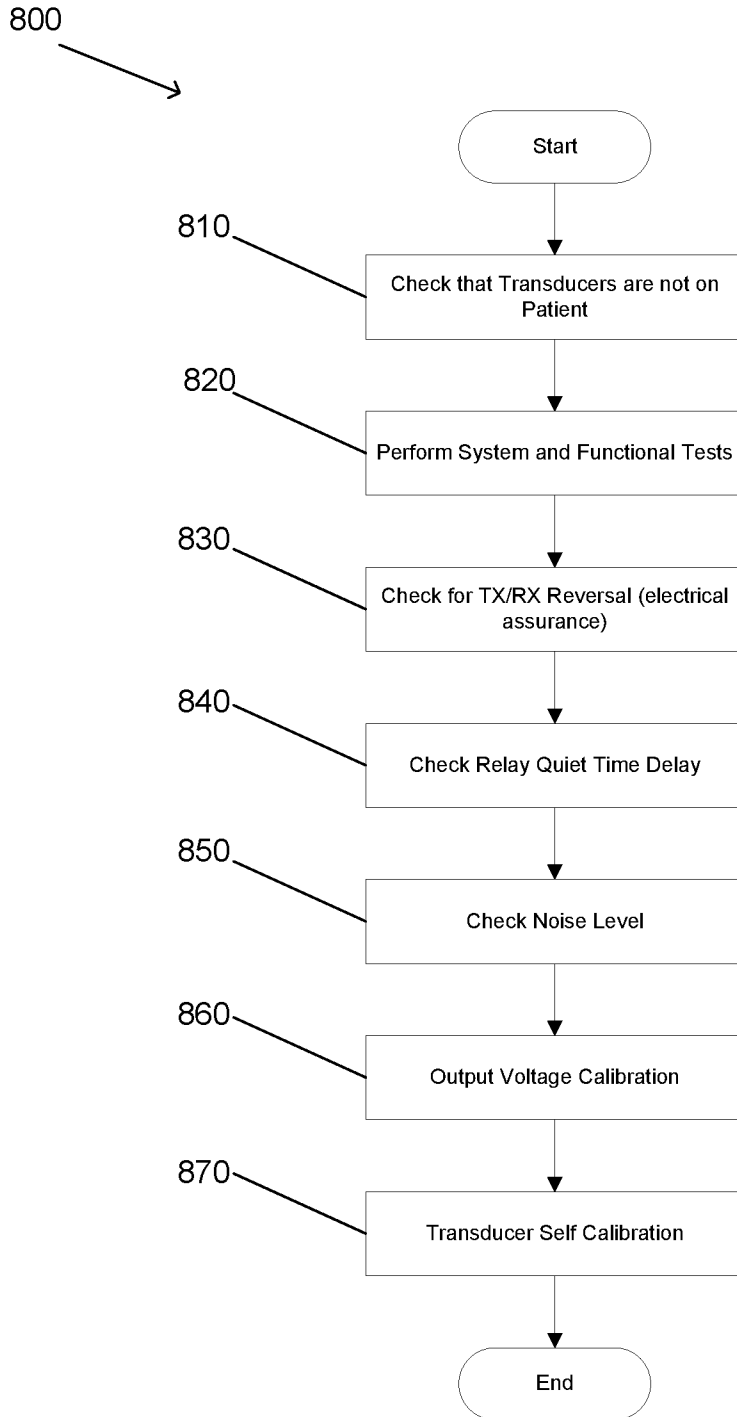 800
Start
810
Check that Transducers are not on
Patient
820
Perform System and Functional Tests
830
Check for TX/RX Reversal (electrical
assurance)
840
Check Relay Quiet Time Delay
850
Check Noise Level
860
Output Voltage Calibration
870
Transducer Self Calibration
End